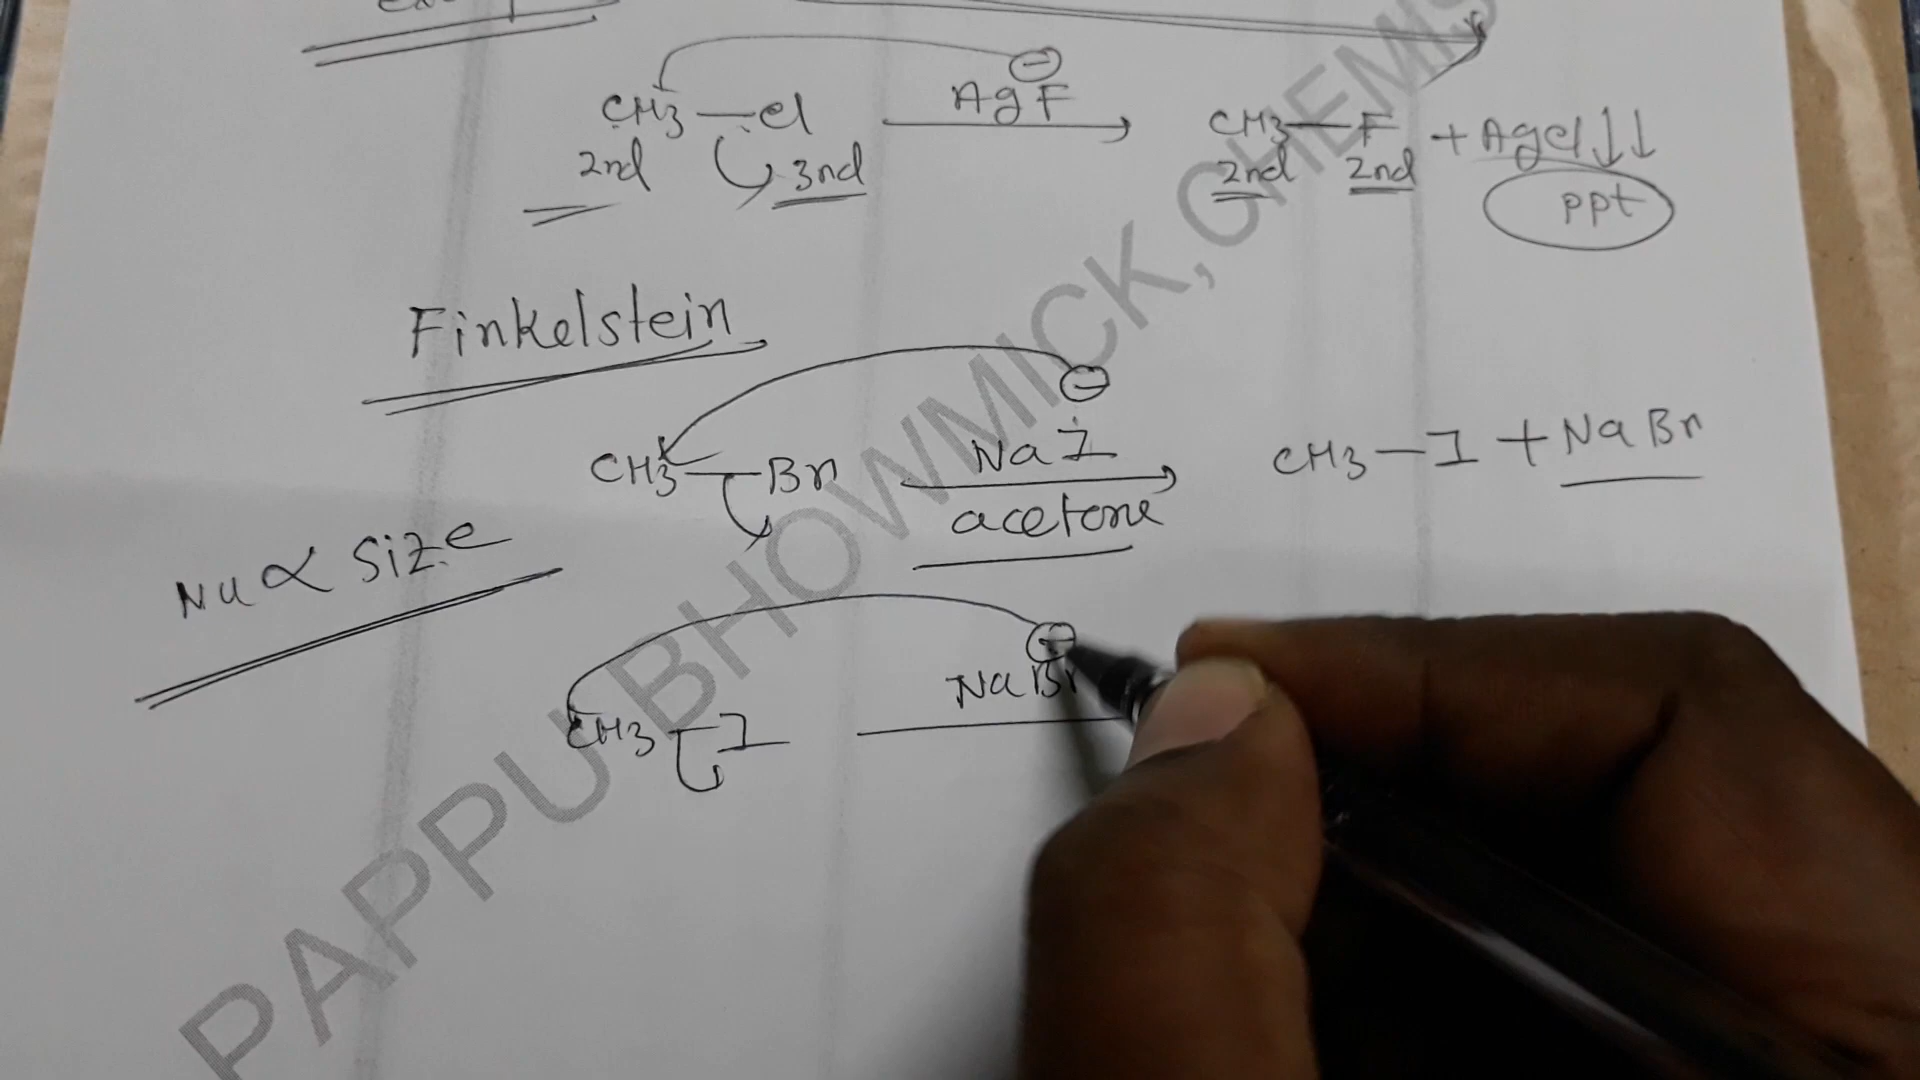 CH3 — Cl AgF ⊖ → CH3 — F + AgCl↓↓
2nd 3nd 2nd 2nd ppt
Finkelstein
⊖
CH3 — Br NaI → CH3 — I + NaBr
acetone
Nu ∝ Size
⊖
CH3 — I NaBr
PAPPU BHOWMICK, CHEMIS